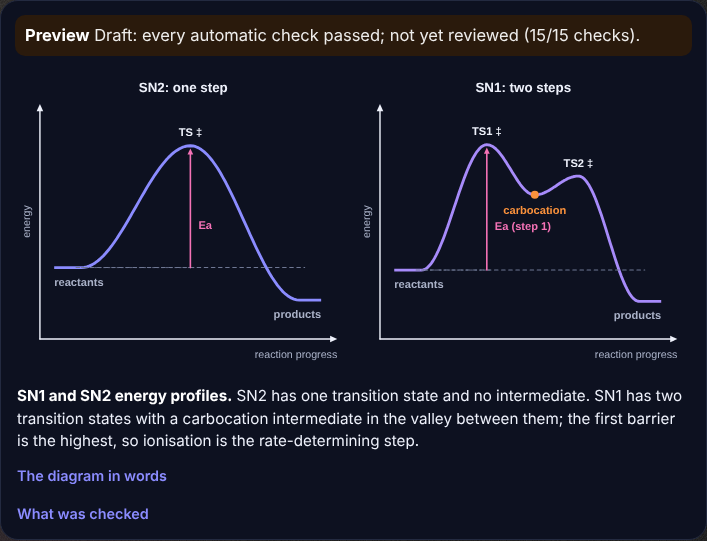 Preview Draft: every automatic check passed; not yet reviewed (15/15 checks).
SN2: one step
TS ‡
energy
Ea
reactants
products
reaction progress
SN1: two steps
TS1 ‡
TS2 ‡
energy
carbocation
Ea (step 1)
reactants
products
reaction progress
SN1 and SN2 energy profiles. SN2 has one transition state and no intermediate. SN1 has two
transition states with a carbocation intermediate in the valley between them; the first barrier
is the highest, so ionisation is the rate-determining step.
The diagram in words
What was checked